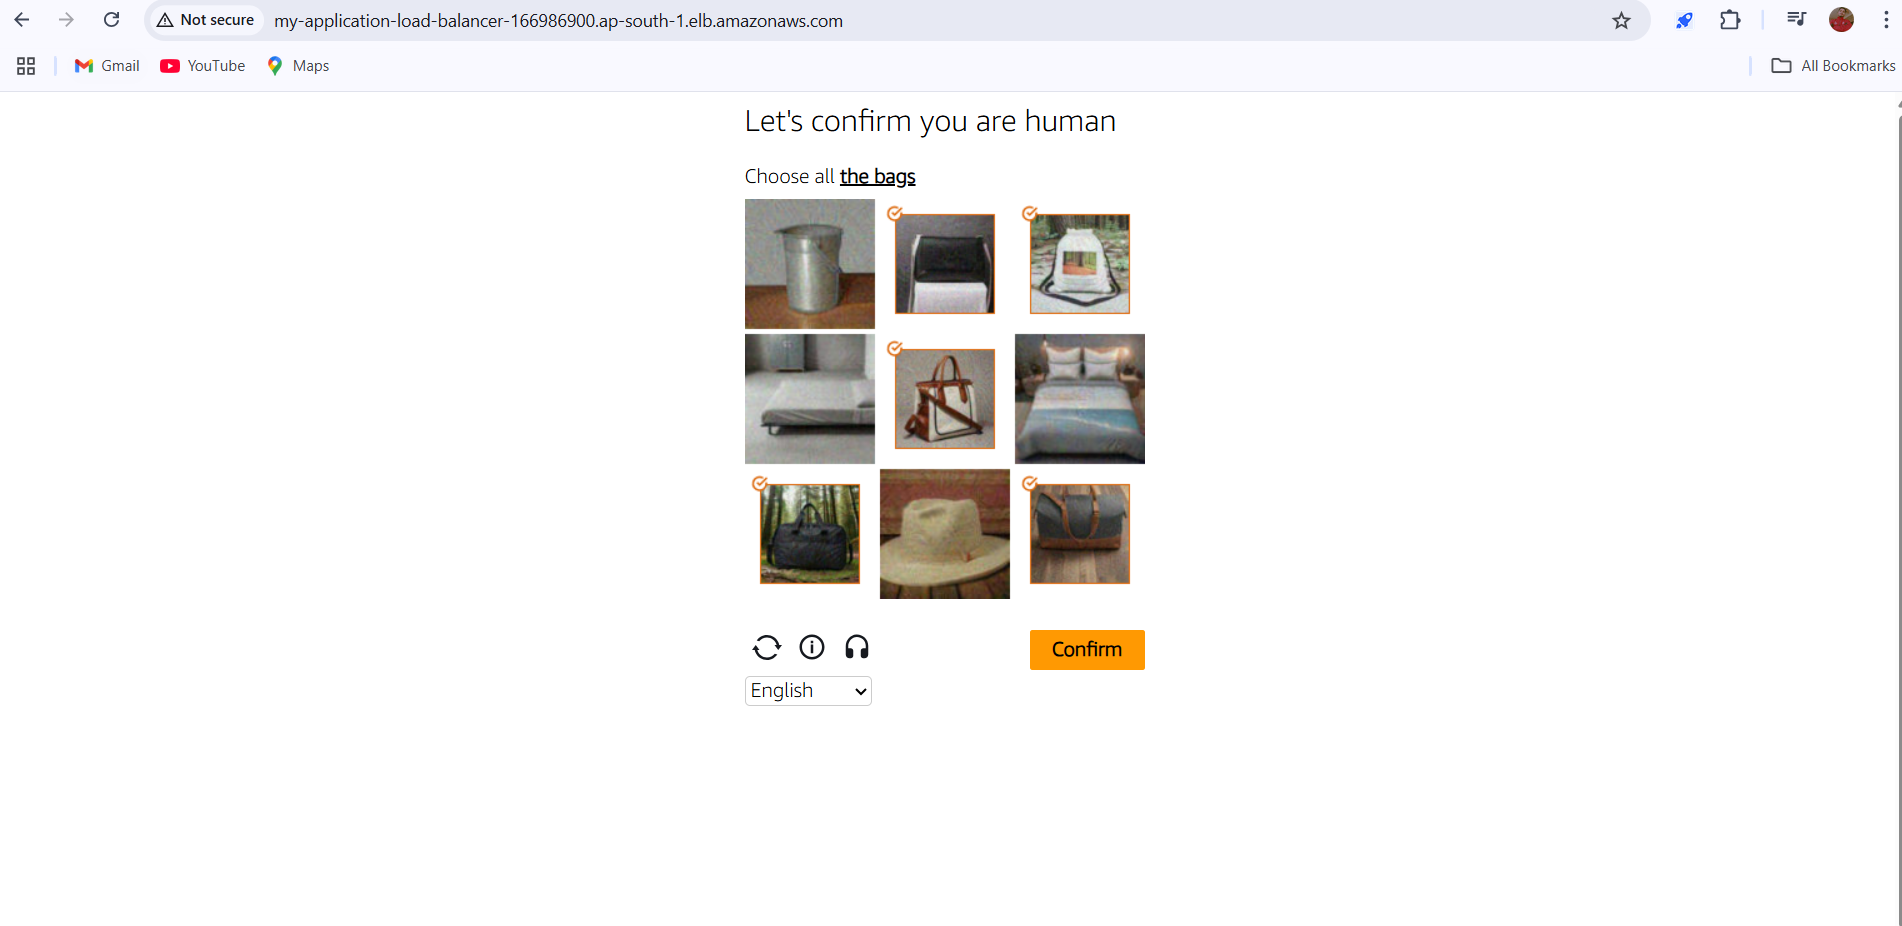 Not secure my-application-load-balancer-166986900.ap-south-1.elb.amazonaws.com
Gmail YouTube Maps All Bookmarks
Let's confirm you are human
Choose all the bags
Confirm
English